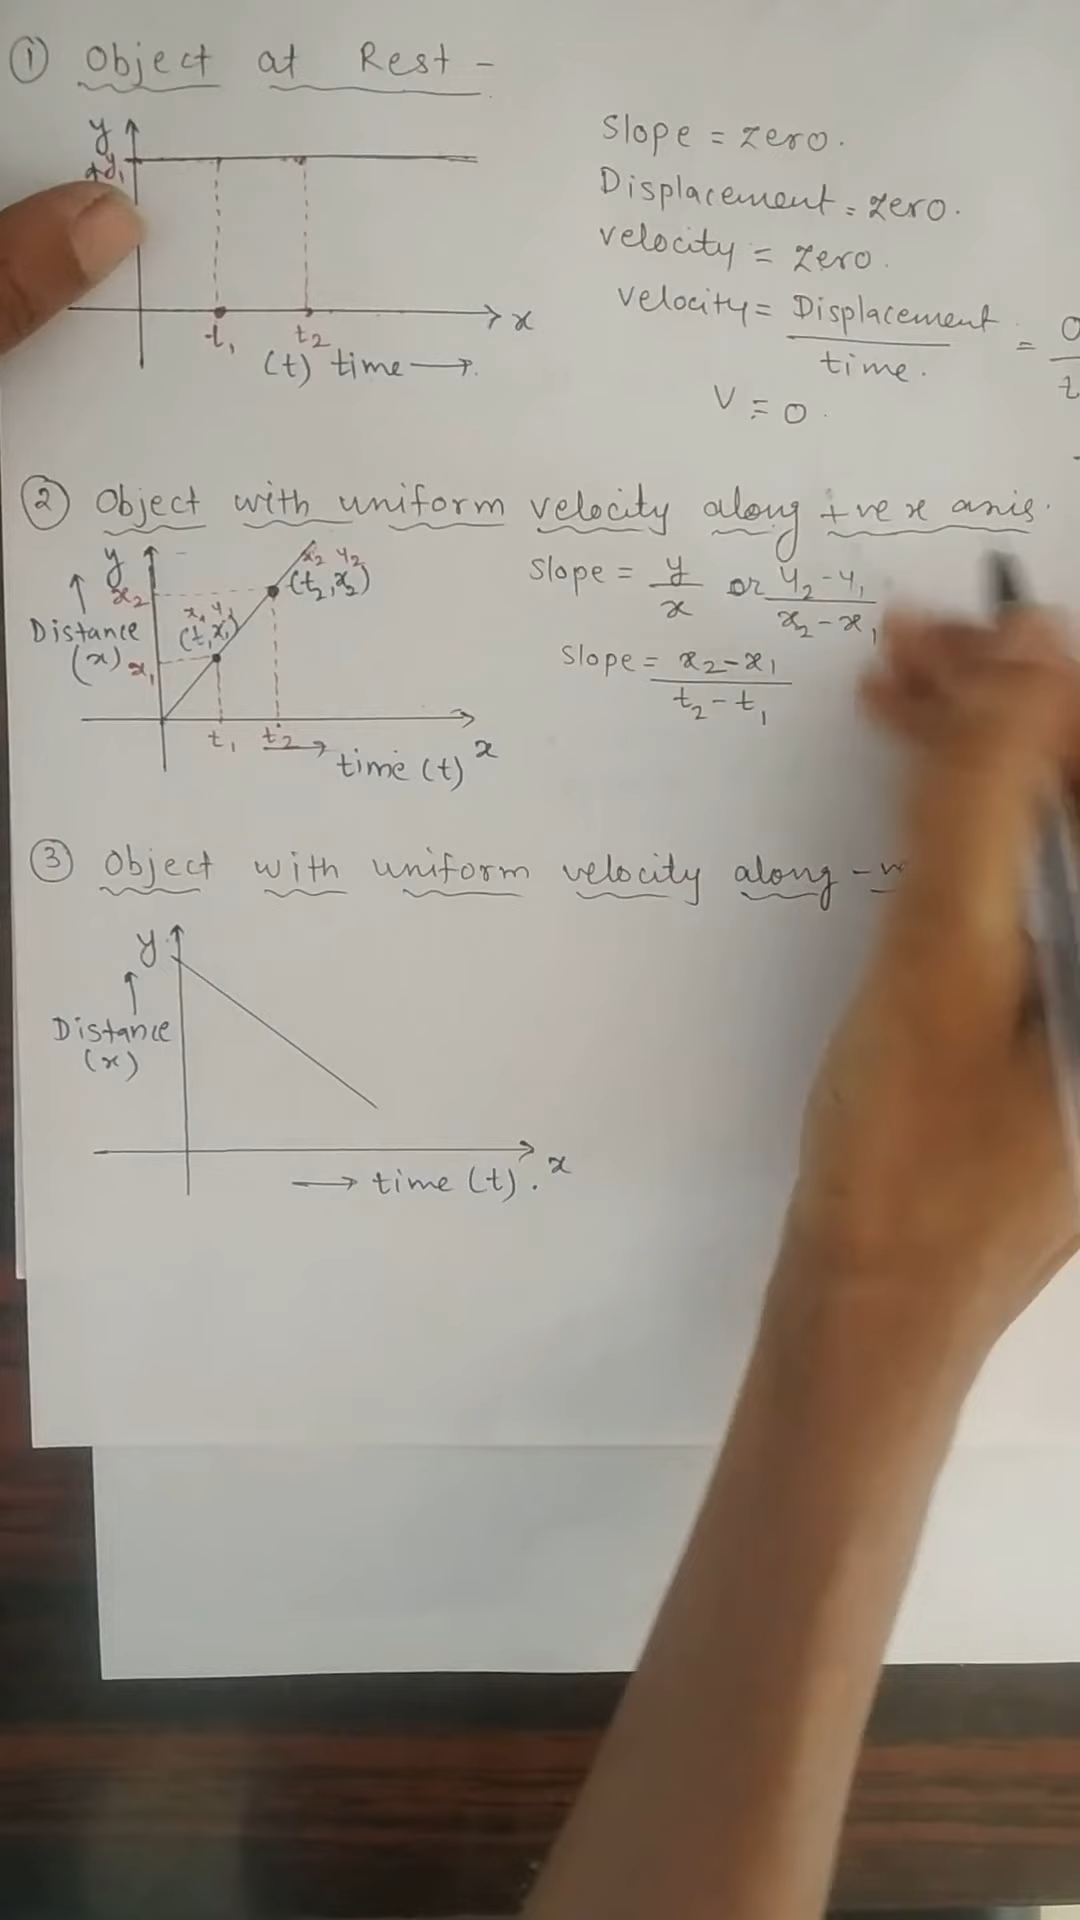 ① Object at Rest -
y
y₁
t₁ t₂
x
(t) time →
Slope = zero.
Displacement = zero.
velocity = zero.
velocity = Displacement / time. = 0 / t
V = 0.
② Object with uniform velocity along +ve x axis.
y
x₂
x₂ y₂
(t₂, x₂)
x₁ y₁
(t₁, x₁)
Distance
(x)
x₁
t₁ t₂
→ time (t) x
Slope = y / x or y₂-y₁ / x₂-x₁
Slope = x₂-x₁ / t₂-t₁
③ Object with uniform velocity along -v
y
Distance
(x)
→ time (t). x